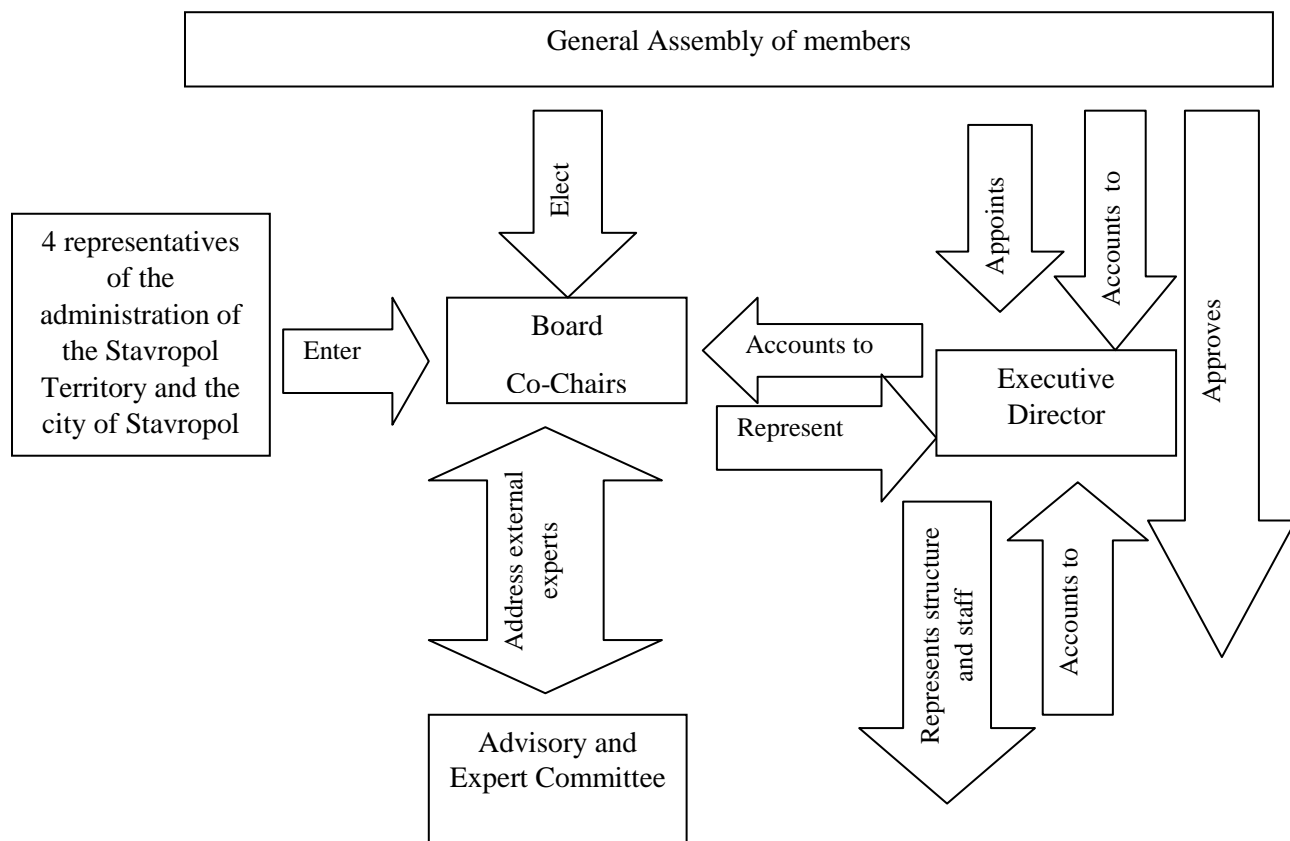 General Assembly of members
Elect
Appoints
Accounts to
Approves
4 representatives
of the
administration of
the Stavropol
Territory and the
city of Stavropol
Enter
Board
Co-Chairs
Accounts to
Represent
Executive
Director
Address external
experts
Represents structure
and staff
Accounts to
Advisory and
Expert Committee